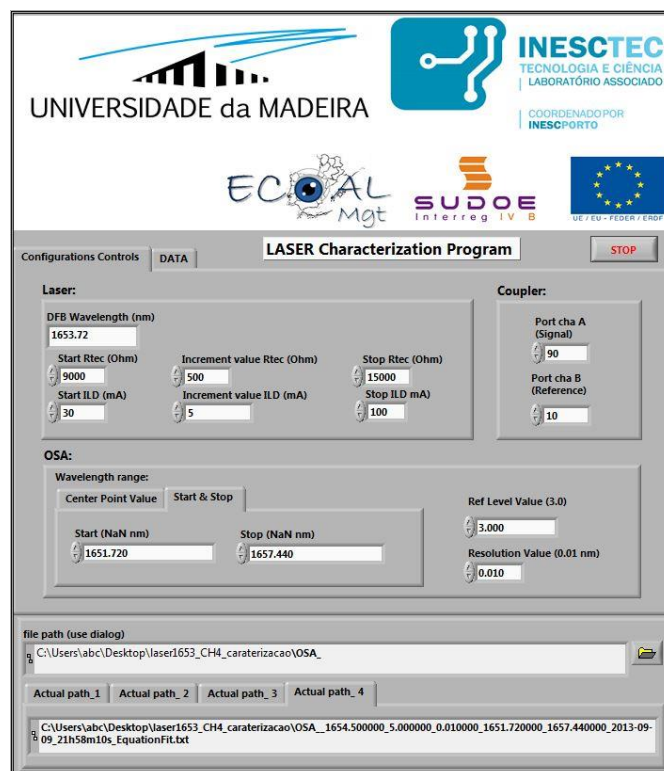 UNIVERSIDADE da MADEIRA
INESCTEC
TECNOLOGIA E CIÊNCIA
LABORATÓRIO ASSOCIADO
COORDENADO POR
INESCPORTO
ECOAL
Mgt
SUDOE
Interreg IV B
UE / EU - FEDER / ERDF
LASER Characterization Program
STOP
Configurations Controls DATA
Laser:
DFB Wavelength (nm)
1653.72
Start Rtec (Ohm) Increment value Rtec (Ohm) Stop Rtec (Ohm)
9000 500 15000
Start ILD (mA) Increment value ILD (mA) Stop ILD mA)
30 5 100
Coupler:
Port cha A
(Signal)
90
Port cha B
(Reference)
10
OSA:
Wavelength range:
Center Point Value Start & Stop
Start (NaN nm) Stop (NaN nm)
1651.720 1657.440
Ref Level Value (3.0)
3.000
Resolution Value (0.01 nm)
0.010
file path (use dialog)
C:\Users\abc\Desktop\laser1653_CH4_caraterizacao\OSA_
Actual path_1 Actual path_ 2 Actual path_ 3 Actual path_ 4
C:\Users\abc\Desktop\laser1653_CH4_caraterizacao\OSA__1654.500000_5.000000_0.010000_1651.720000_1657.440000_2013-09-
09_21h58m10s_EquationFit.txt